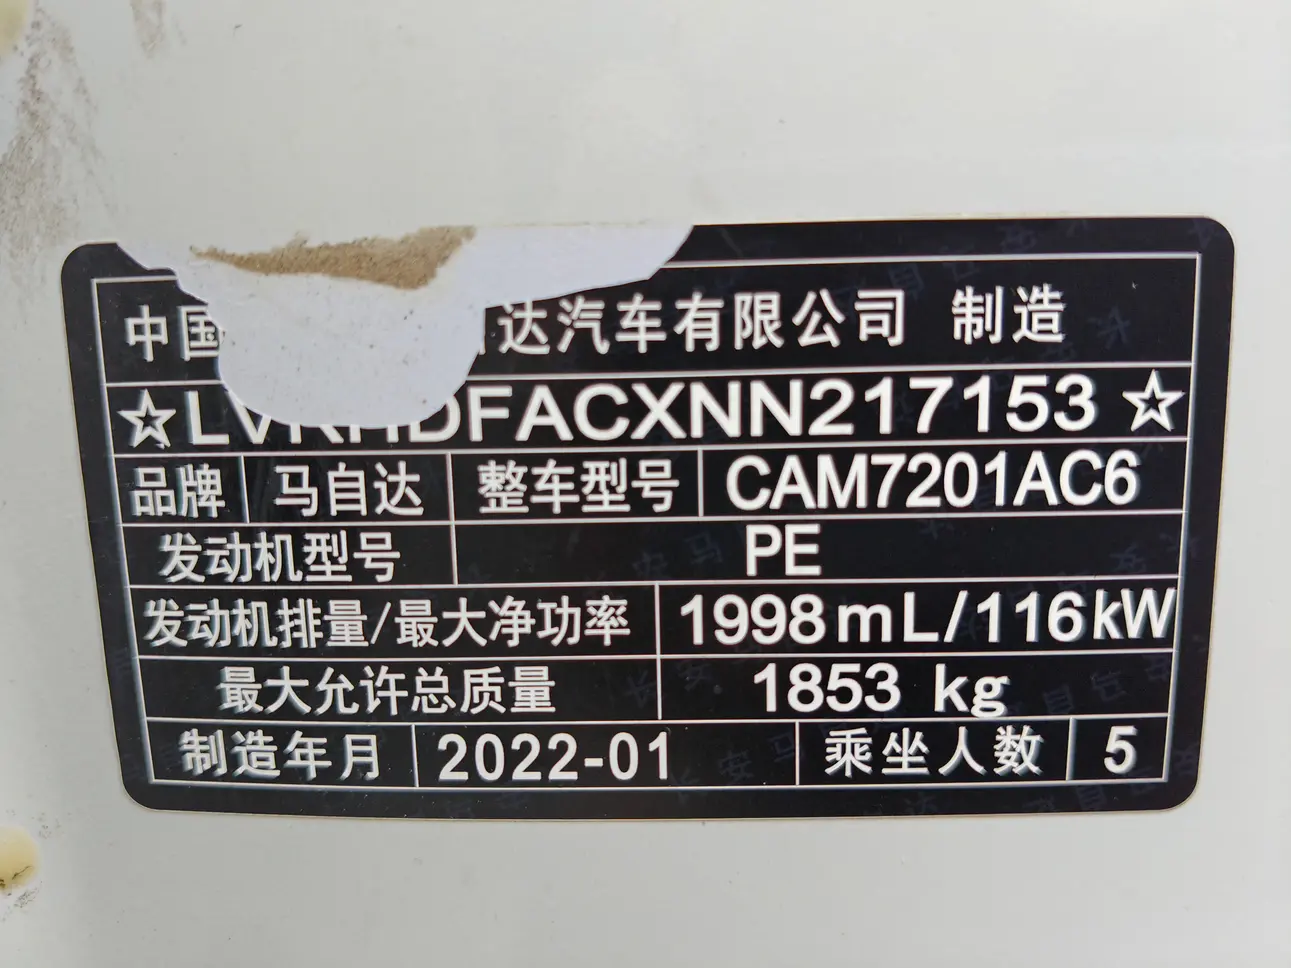 中国 达汽车有限公司 制造
☆LVRHDFACXNN217153☆
品牌 马自达 整车型号 CAM7201AC6
发动机型号 PE
发动机排量/最大净功率 1998mL/116kW
最大允许总质量 1853 kg
制造年月 2022-01 乘坐人数 5